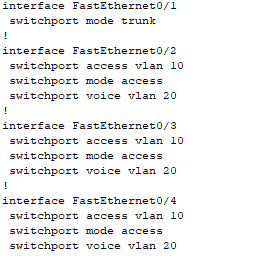 interface FastEthernet0/1
 switchport mode trunk
!
interface FastEthernet0/2
 switchport access vlan 10
 switchport mode access
 switchport voice vlan 20
!
interface FastEthernet0/3
 switchport access vlan 10
 switchport mode access
 switchport voice vlan 20
!
interface FastEthernet0/4
 switchport access vlan 10
 switchport mode access
 switchport voice vlan 20